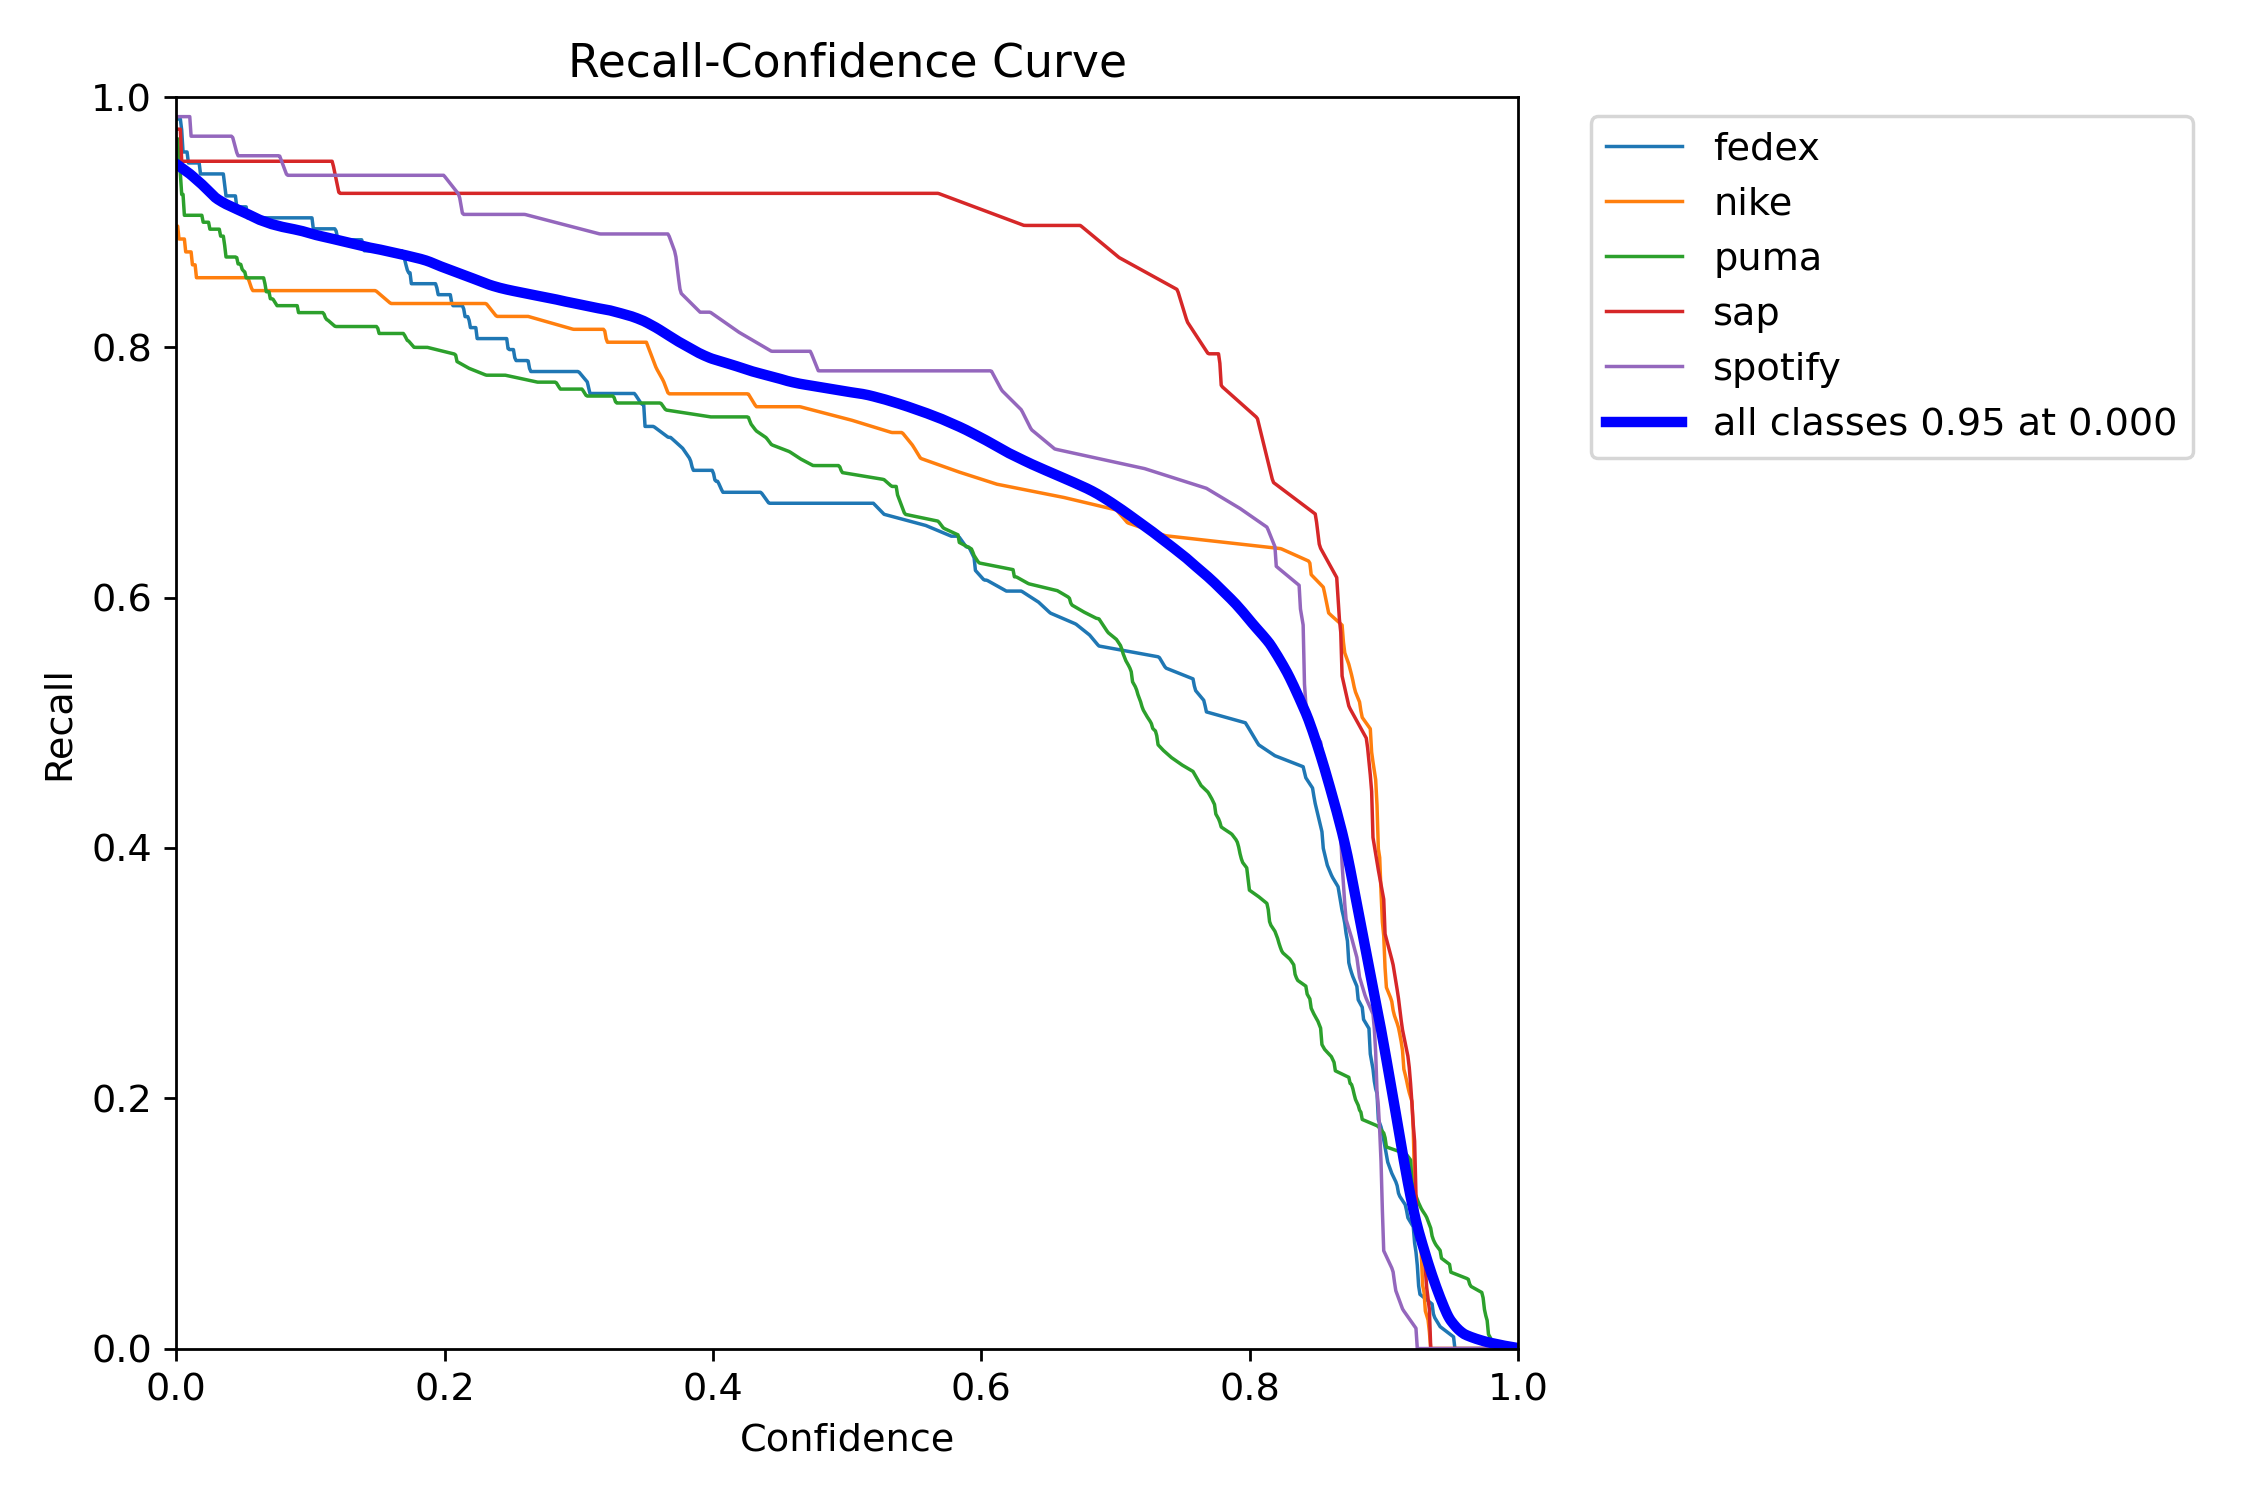 Recall-Confidence Curve
1.0
0.8
0.6
0.4
0.2
0.0
Recall
0.0 0.2 0.4 0.6 0.8 1.0
Confidence
fedex
nike
puma
sap
spotify
all classes 0.95 at 0.000